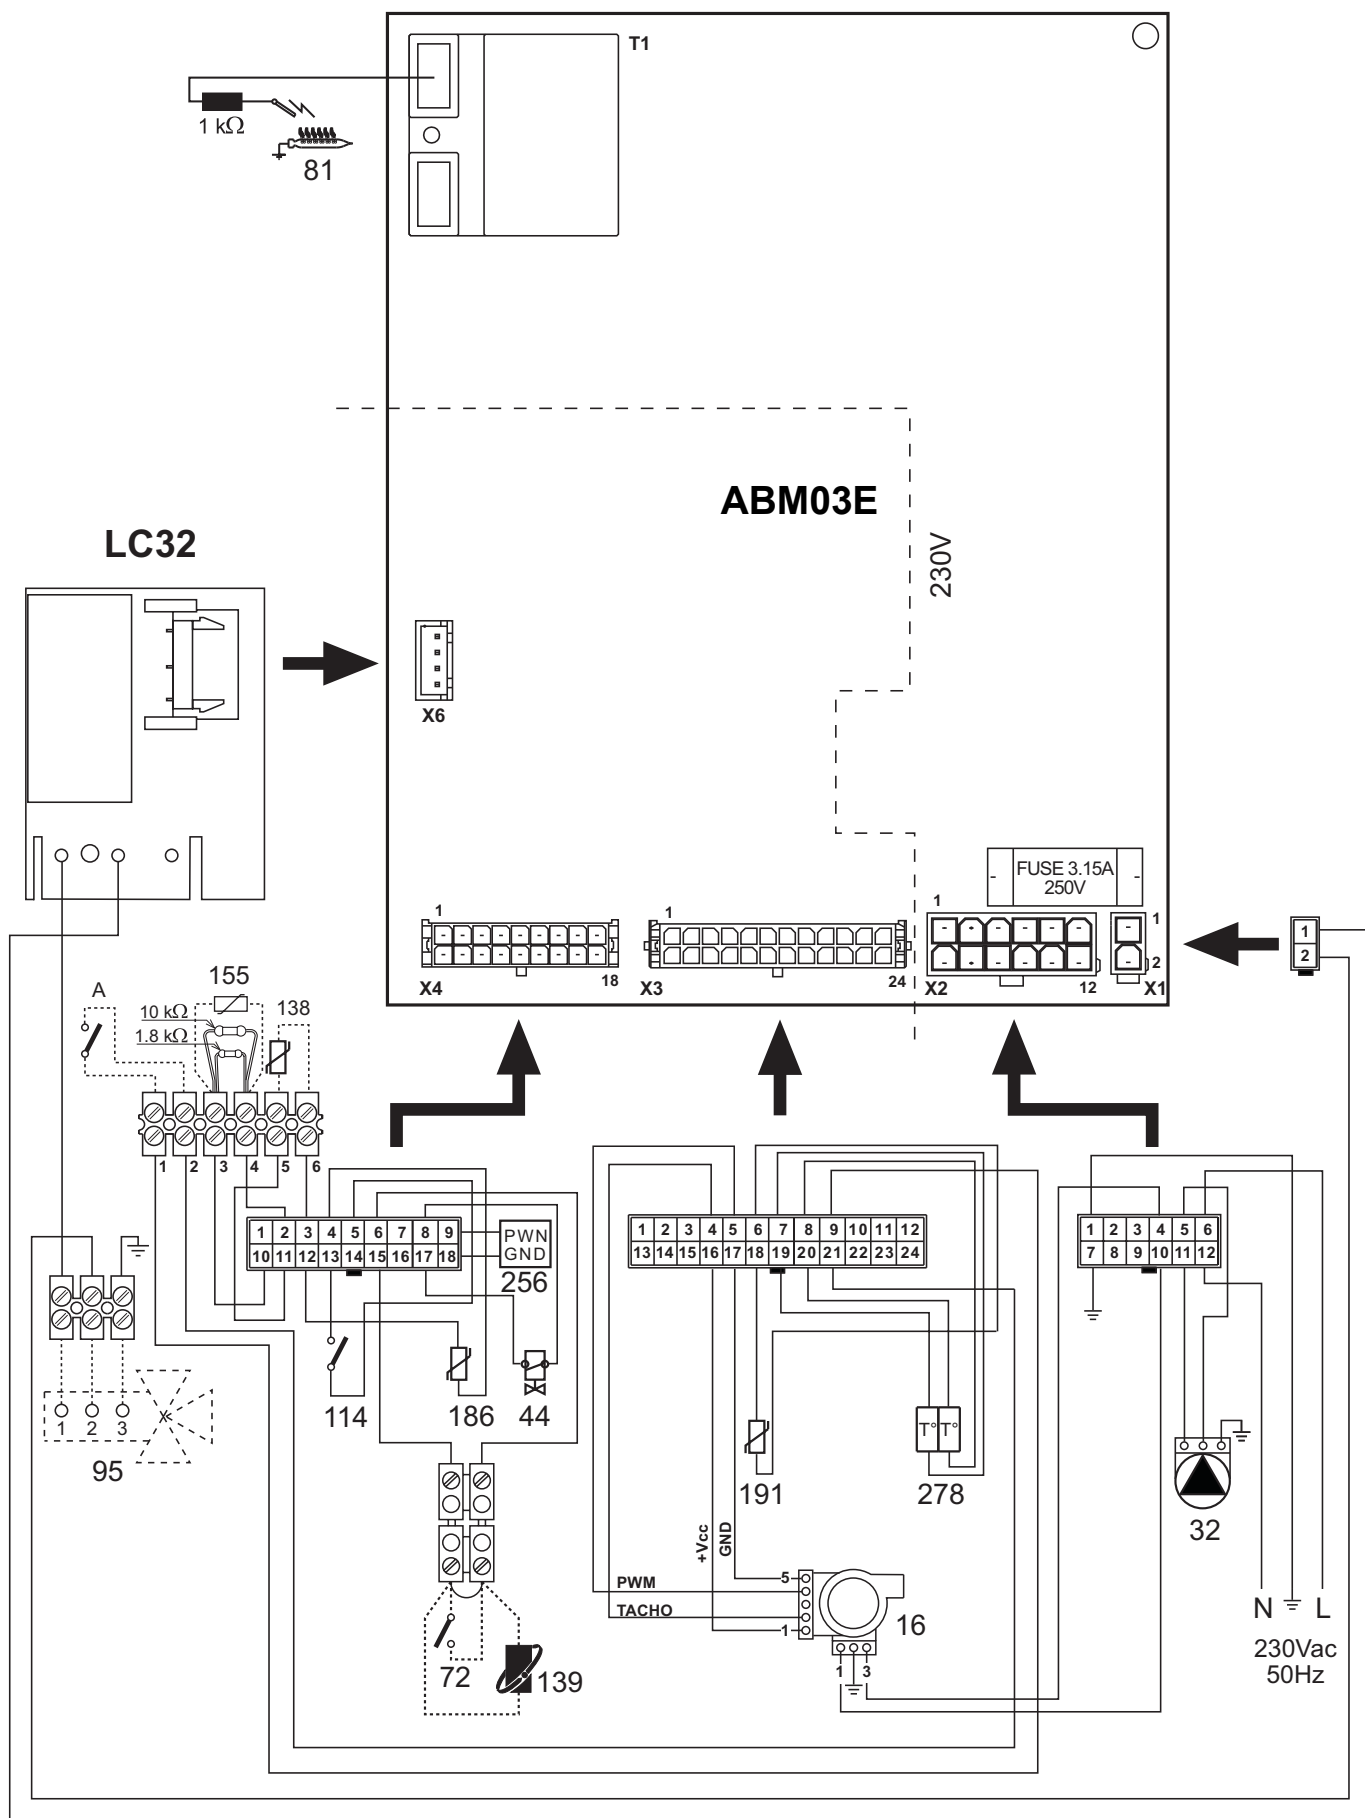 T1
1 kΩ
81
ABM03E
LC32
230V
X6
FUSE 3.15A
250V
1
1
1
1
2
18
24
12
X4
X3
X2
X1
1
2
A
155
138
10 kΩ
1.8 kΩ
1 2 3 4 5 6
1 2 3 4 5 6 7 8 9
10 11 12 13 14 15 16 17 18
PWN
GND
256
1 2 3 4 5 6 7 8 9 10 11 12
13 14 15 16 17 18 19 20 21 22 23 24
1 2 3 4 5 6
7 8 9 10 11 12
114
186
44
1 2 3
95
T° T°
191
278
32
+Vcc
GND
PWM
TACHO
5
1
16
1 3
72
139
N L
230Vac
50Hz